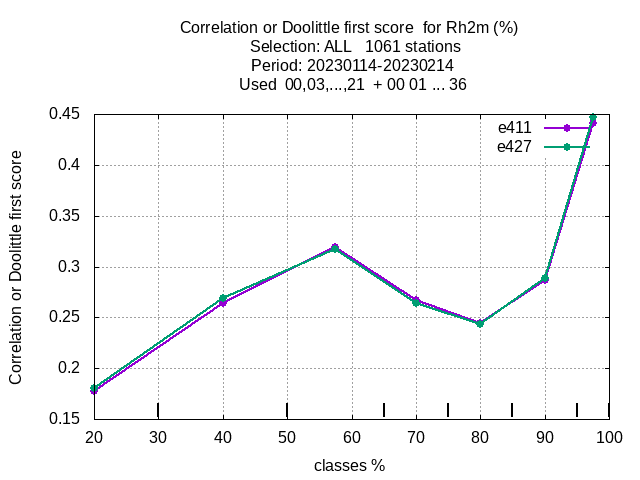 Correlation or Doolittle first score  for Rh2m (%)
Selection: ALL   1061 stations
Period: 20230114-20230214
Used  00,03,...,21  + 00 01 ... 36
e411
e427
0.45
0.4
0.35
0.3
0.25
0.2
0.15
Correlation or Doolittle first score
20 30 40 50 60 70 80 90 100
classes %